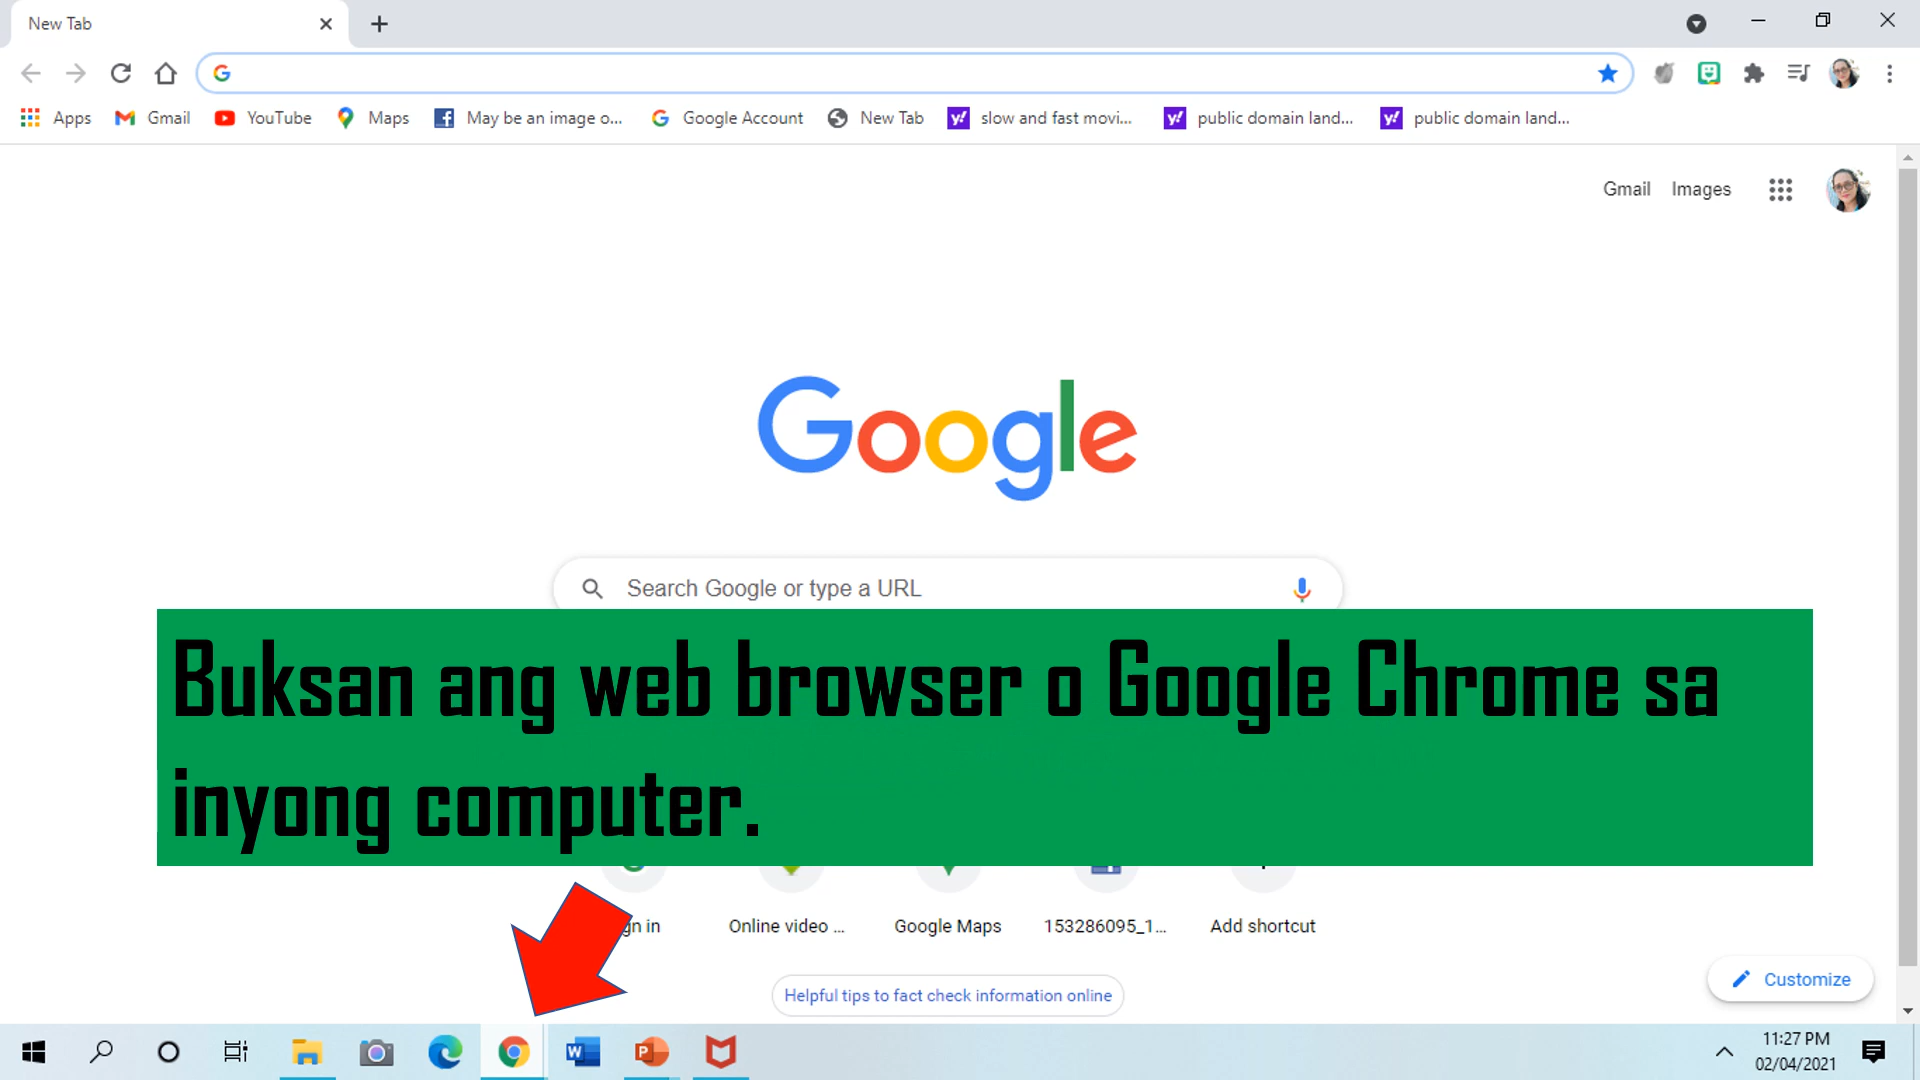 New Tab
Apps Gmail YouTube Maps May be an image o... Google Account New Tab slow and fast movi... public domain land... public domain land...
Gmail Images
Google
Search Google or type a URL
Buksan ang web browser o Google Chrome sa
inyong computer.
gn in Online video ... Google Maps 153286095_1... Add shortcut
Customize
Helpful tips to fact check information online
11:27 PM
02/04/2021